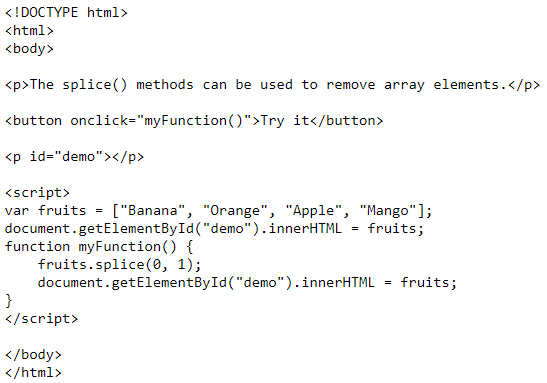 <!DOCTYPE html>
<html>
<body>
<p>The splice() methods can be used to remove array elements.</p>
<button onclick="myFunction()">Try it</button>
<p id="demo"></p>
<script>
var fruits = ["Banana", "Orange", "Apple", "Mango"];
document.getElementById("demo").innerHTML = fruits;
function myFunction() {
    fruits.splice(0, 1);
    document.getElementById("demo").innerHTML = fruits;
}
</script>
</body>
</html>